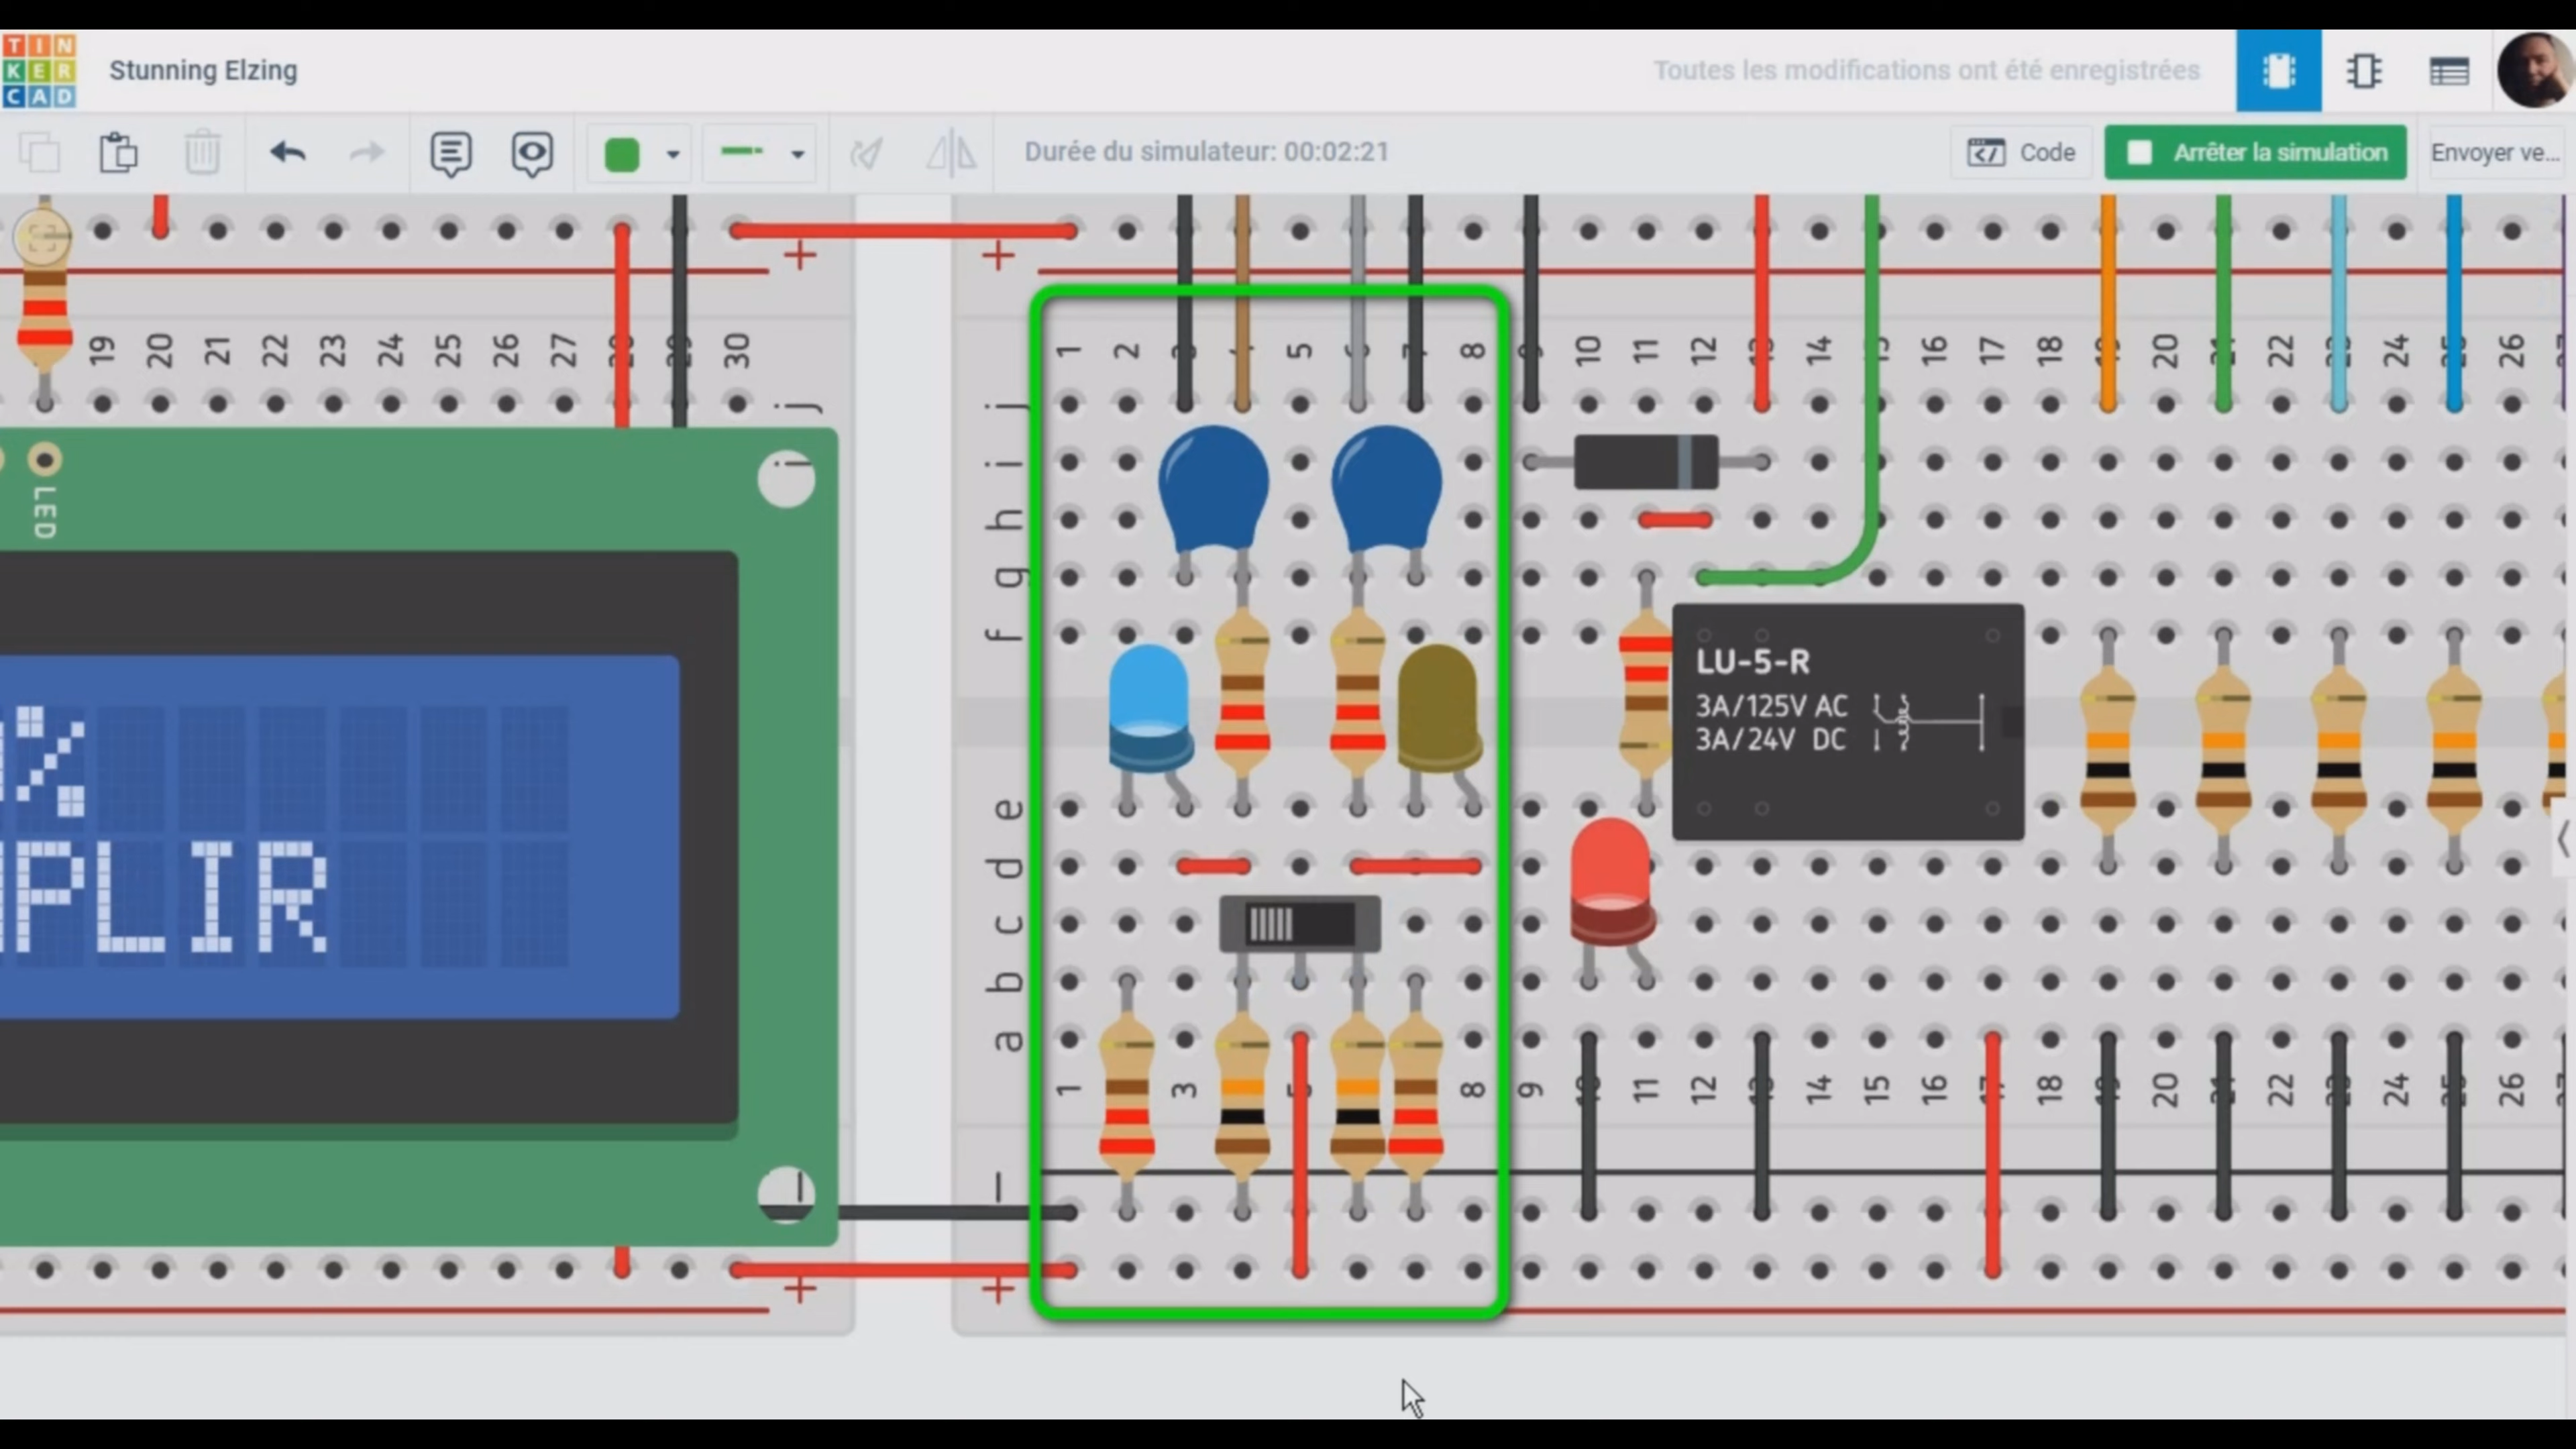 TIN
KER
CAD
Stunning Elzing
Toutes les modifications ont été enregistrées
Durée du simulateur: 00:02:21
Code
Arrêter la simulation
Envoyer ve...
+ +
19 20 21 22 23 24 25 26 27 30
1 2 5 8 10 11 12 14 16 17 18 20 22 24 26
j j
i i
h
g
f
e
d
c
b
a
LED
%
PLIR
LU-5-R
3A/125V AC
3A/24V DC
1 3 8 9 11 12 14 15 16 18 20 22 24 26
– –
+ +